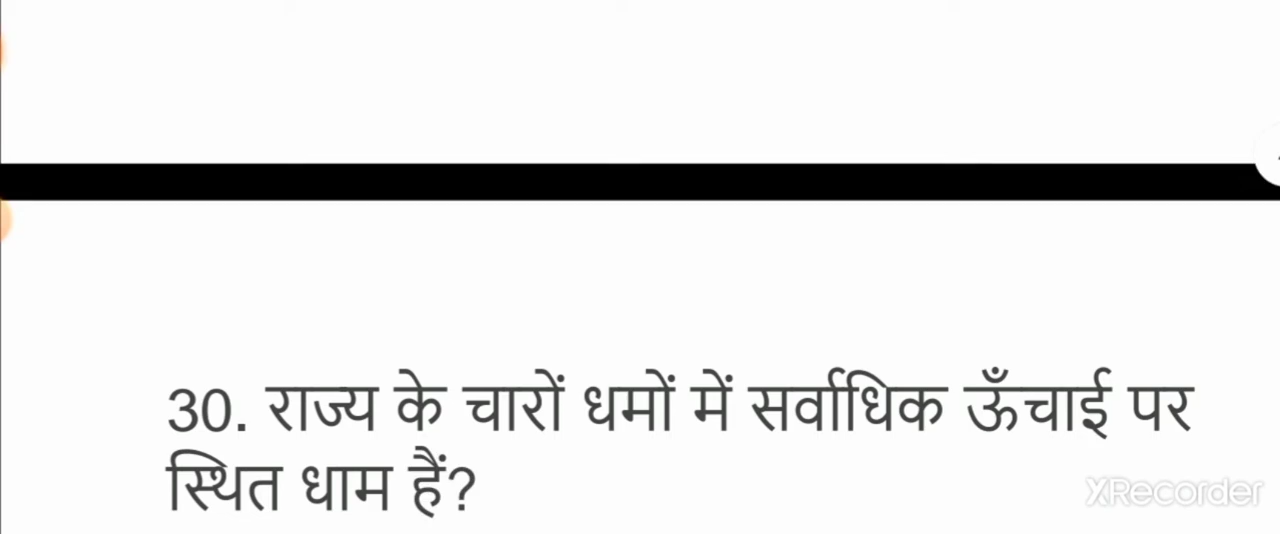 30. राज्य के चारों धमों में सर्वाधिक ऊँचाई पर
स्थित धाम हैं?
XRecorder